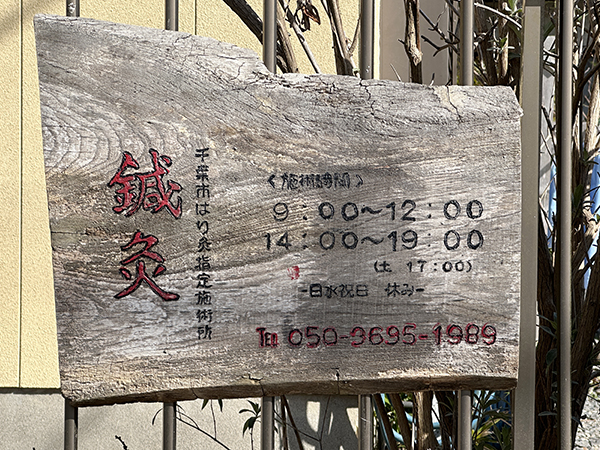 鍼灸
千葉市はり灸指定施術所
<施術時間>
9:00~12:00
14:00~19:00
(土 17:00)
-日水祝日 休み-
TEL 050-3695-1989